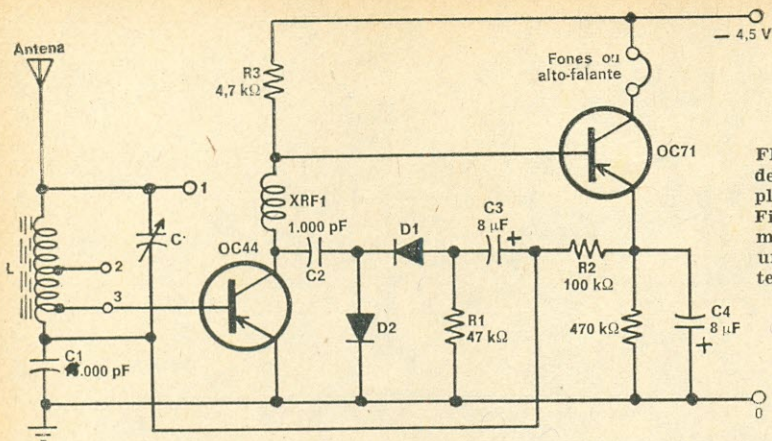 Antena
R3
4,7 kΩ
Fones ou
alto-falante
— 4,5 V
OC71
XRF1
1.000 pF
C2
OC44
D1
C3
8 µF
+
R2
100 kΩ
1
C
L
2
3
D2
R1
47 kΩ
470 kΩ
C4
8 µF
+
C1
.000 pF
0